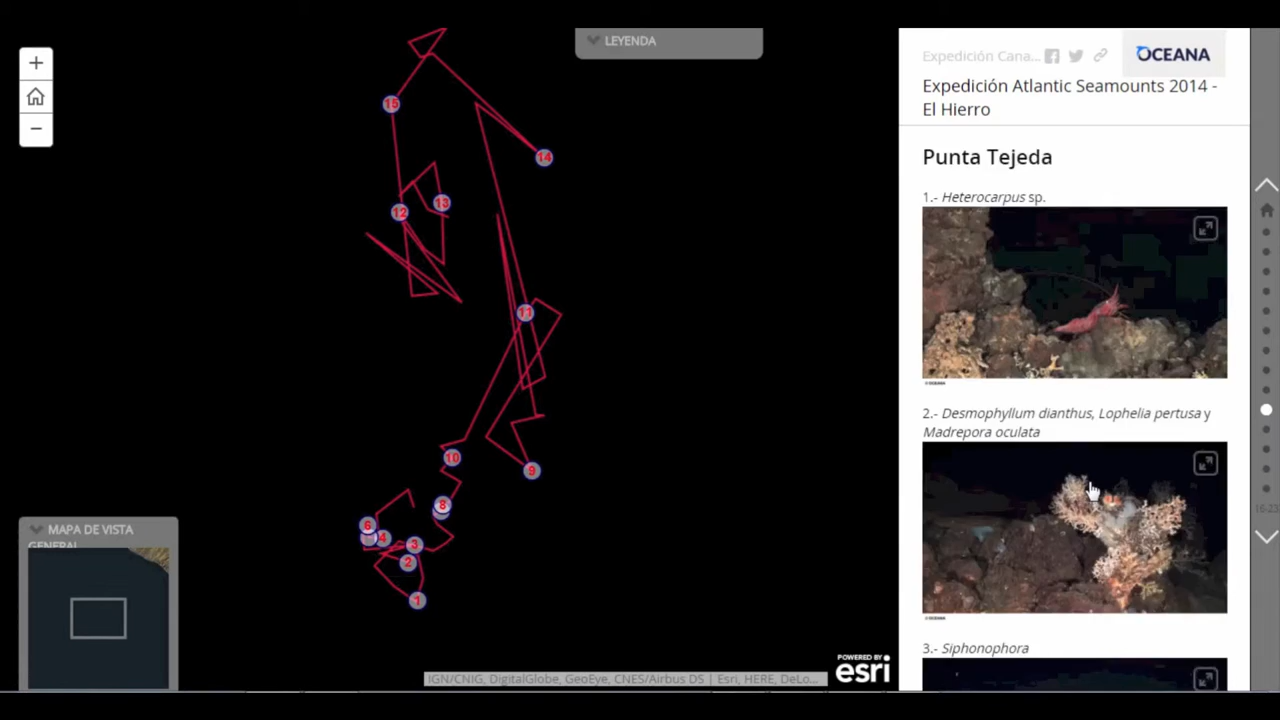 LEYENDA
Expedición Cana...
OCEANA
Expedición Atlantic Seamounts 2014 -
El Hierro
Punta Tejeda
1.- Heterocarpus sp.
OCEANA
2.- Desmophyllum dianthus, Lophelia pertusa y
Madrepora oculata
OCEANA
3.- Siphonophora
15
14
13
12
11
10
9
8
6
4
3
2
1
MAPA DE VISTA
GENERAL
POWERED BY
esri
IGN/CNIG, DigitalGlobe, GeoEye, CNES/Airbus DS | Esri, HERE, DeLo...